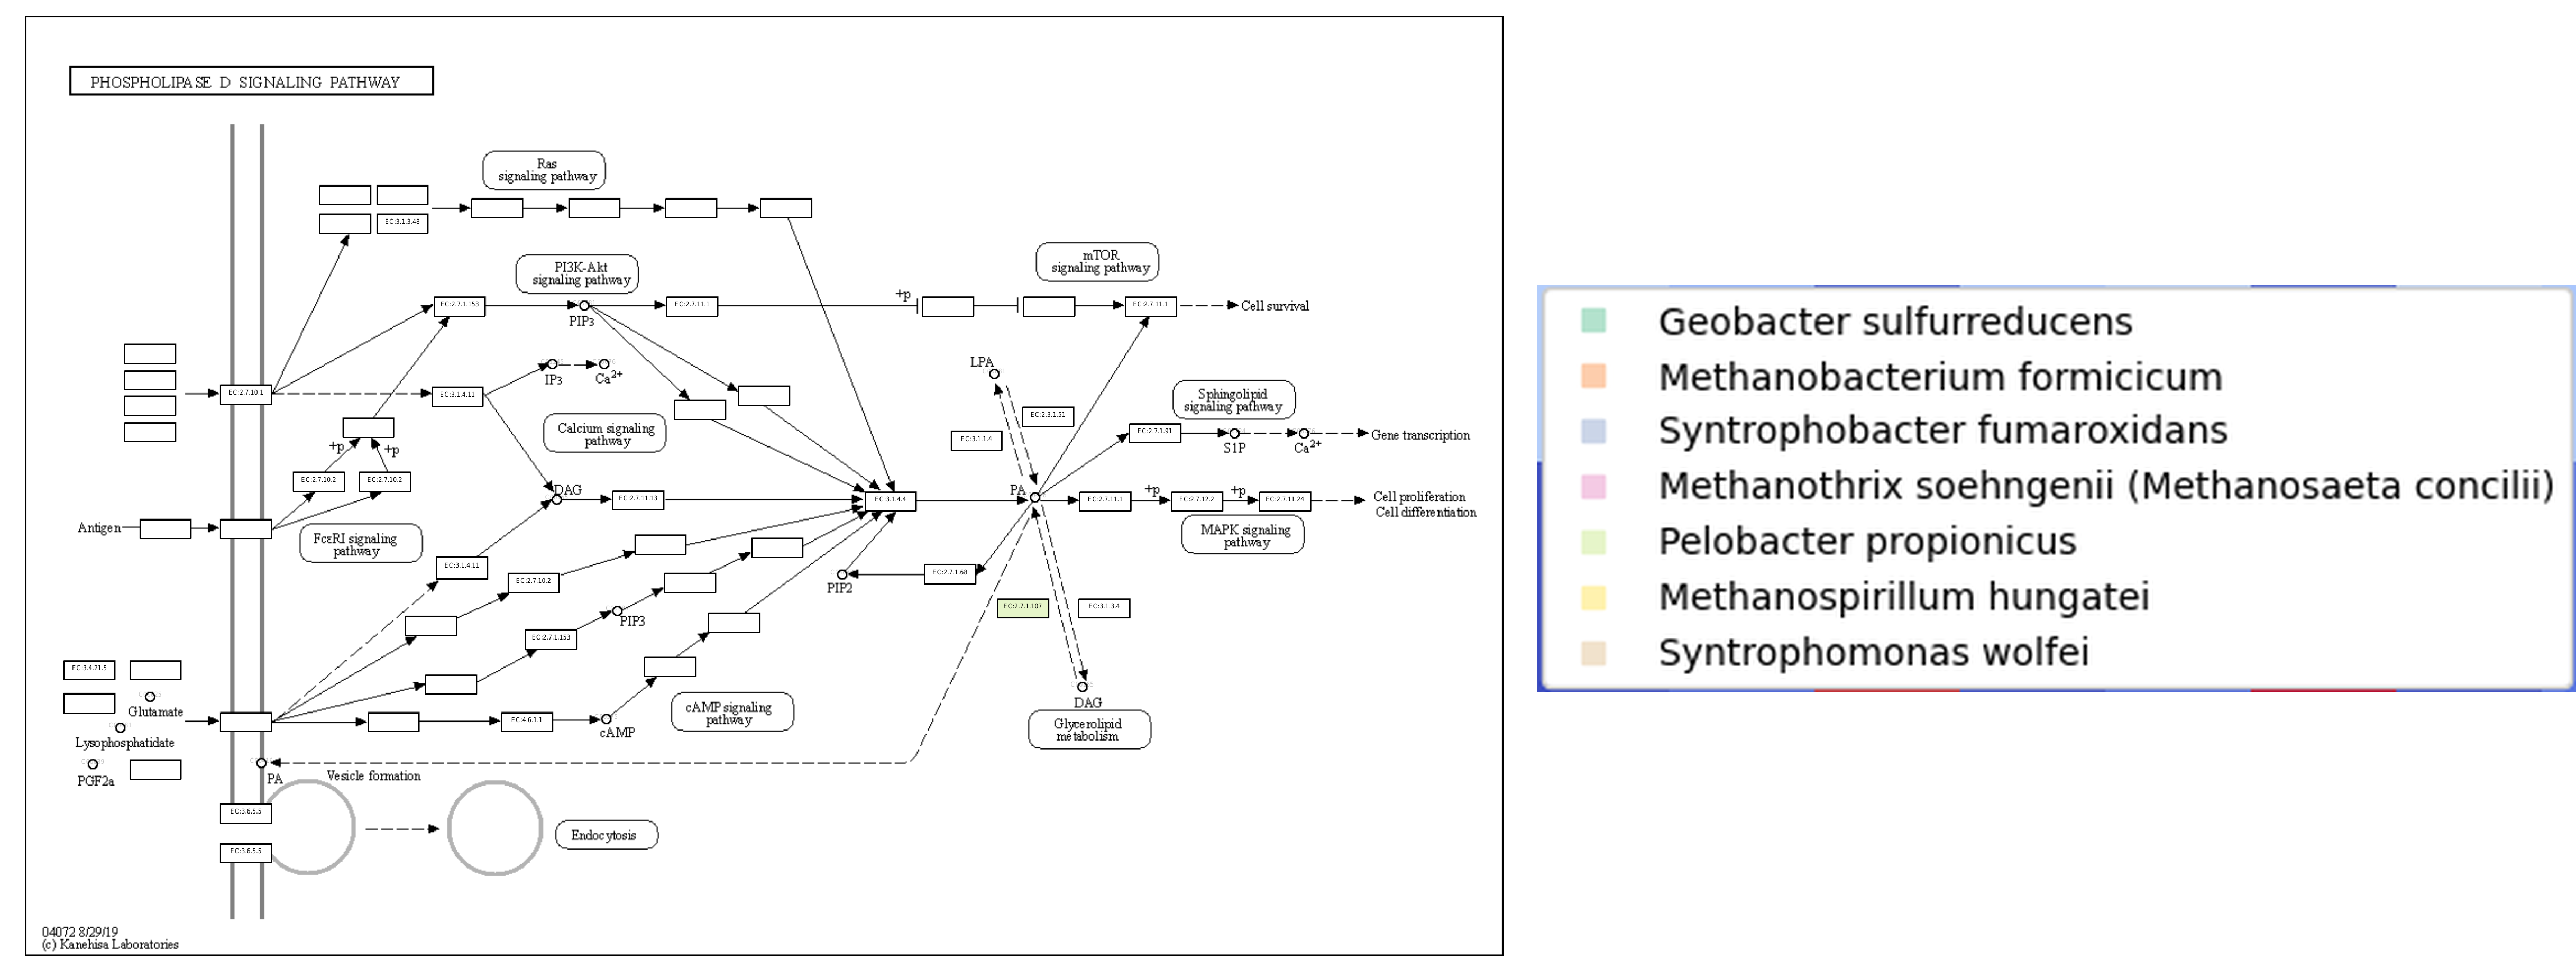 PHOSPHOLIPASE D SIGNALING PATHWAY
Ras
signaling pathway
EC:3.1.3.48
PI3K-Akt
signaling pathway
mTOR
signaling pathway
EC:2.7.1.153
PIP3
EC:2.7.11.1
+p
EC:2.7.11.1
Cell survival
EC:2.7.10.1
EC:3.1.4.11
IP3
Ca2+
LPA
Sphingolipid
signaling pathway
Calcium signaling
pathway
EC:2.3.1.51
EC:3.1.1.4
EC:2.7.1.91
S1P
Ca2+
Gene transcription
+p
+p
EC:2.7.10.2
EC:2.7.10.2
DAG
EC:2.7.11.13
EC:3.1.4.4
PA
EC:2.7.11.1
+p
EC:2.7.12.2
+p
EC:2.7.11.24
Cell proliferation
Cell differentiation
Antigen
FcεRI signaling
pathway
MAPK signaling
pathway
EC:3.1.4.11
EC:2.7.10.2
PIP2
EC:2.7.1.68
EC:2.7.1.107
EC:3.1.3.4
PIP3
EC:2.7.1.153
EC:3.4.21.5
Glutamate
Lysophosphatidate
PGF2a
EC:4.6.1.1
cAMP
cAMP signaling
pathway
DAG
Glycerolipid
metabolism
PA
Vesicle formation
EC:3.6.5.5
EC:3.6.5.5
Endocytosis
04072 8/29/19
(c) Kanehisa Laboratories
Geobacter sulfurreducens
Methanobacterium formicicum
Syntrophobacter fumaroxidans
Methanothrix soehngenii (Methanosaeta concilii)
Pelobacter propionicus
Methanospirillum hungatei
Syntrophomonas wolfei